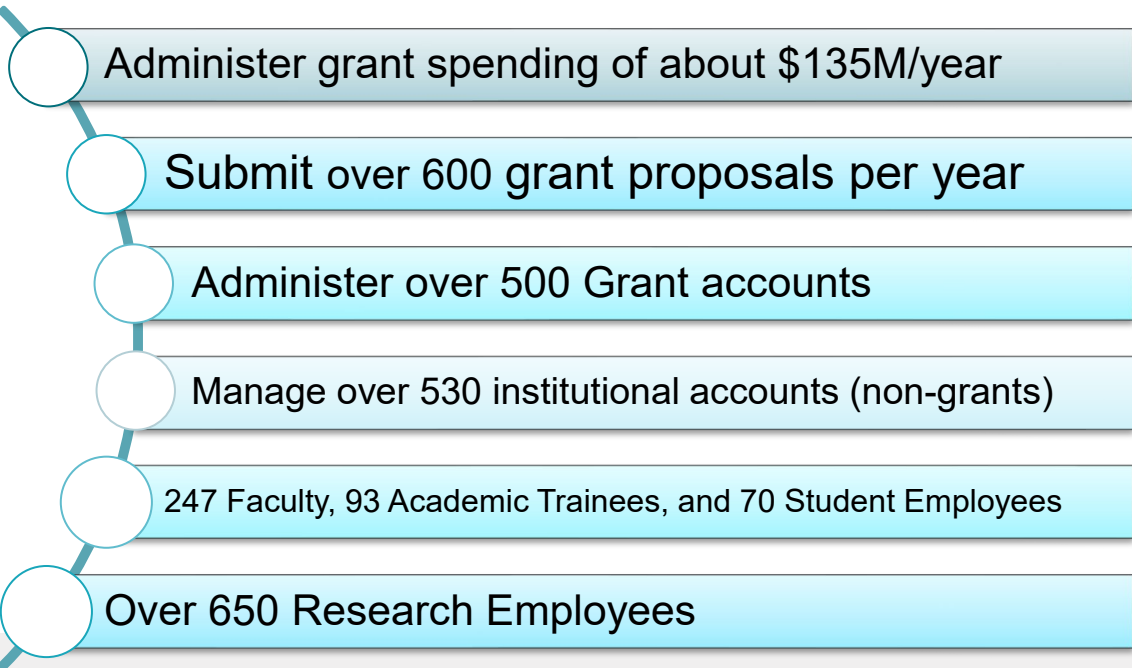 Administer grant spending of about $135M/year
Submit over 600 grant proposals per year
Administer over 500 Grant accounts
Manage over 530 institutional accounts (non-grants)
247 Faculty, 93 Academic Trainees, and 70 Student Employees
Over 650 Research Employees